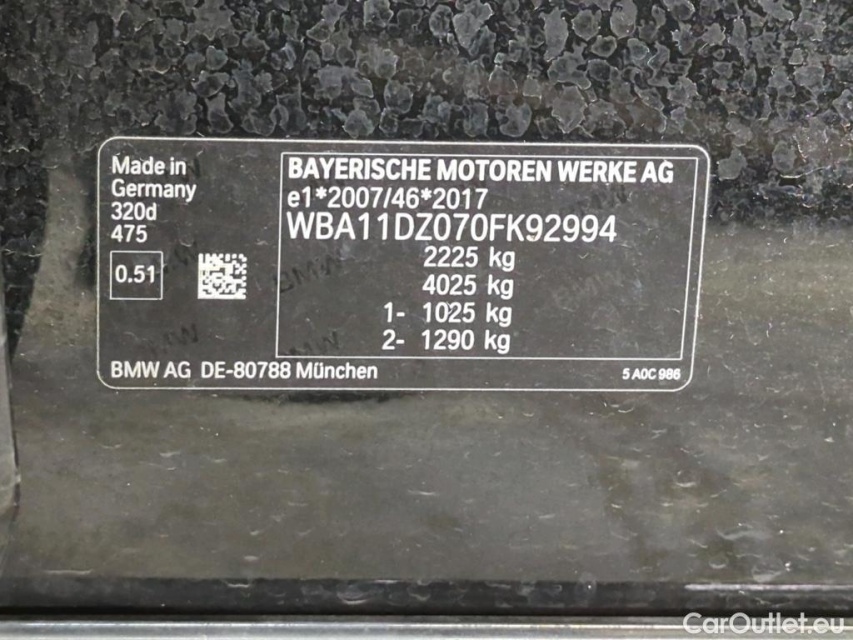 Made in
Germany
320d
475
0.51
BAYERISCHE MOTOREN WERKE AG
e1*2007/46*2017
WBA11DZ070FK92994
2225 kg
4025 kg
1- 1025 kg
2- 1290 kg
BMW AG DE-80788 München
5 A0C 986
CarOutlet.eu